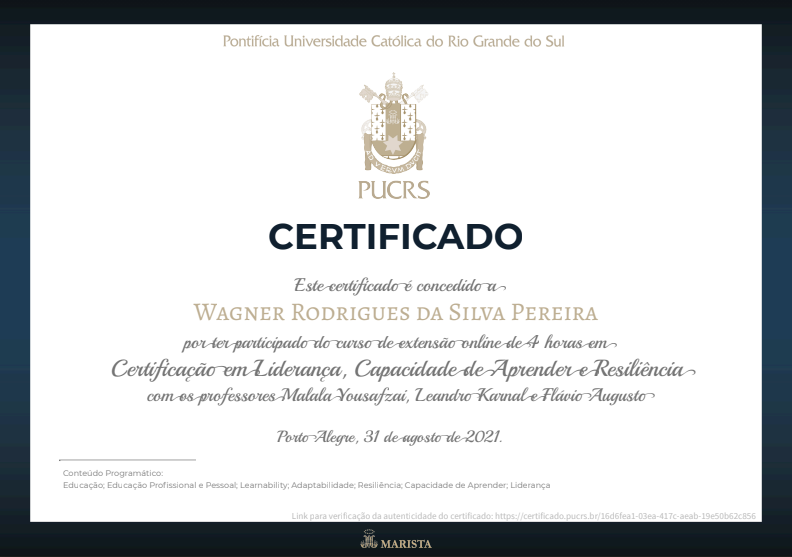 Pontifícia Universidade Católica do Rio Grande do Sul
AD VERVM DVCIT
PUCRS
CERTIFICADO
Este certificado é concedido a
Wagner Rodrigues da Silva Pereira
por ter participado do curso de extensão online de 4 horas em
Certificação em Liderança, Capacidade de Aprender e Resiliência
com os professores Malala Yousafzai, Leandro Karnal e Flávio Augusto
Porto Alegre, 31 de agosto de 2021.
Conteúdo Programático:
Educação; Educação Profissional e Pessoal; Learnability; Adaptabilidade; Resiliência; Capacidade de Aprender; Liderança
Link para verificação da autenticidade do certificado: https://certificado.pucrs.br/16d6fea1-03ea-417c-aeab-19e50b62c856
MARISTA